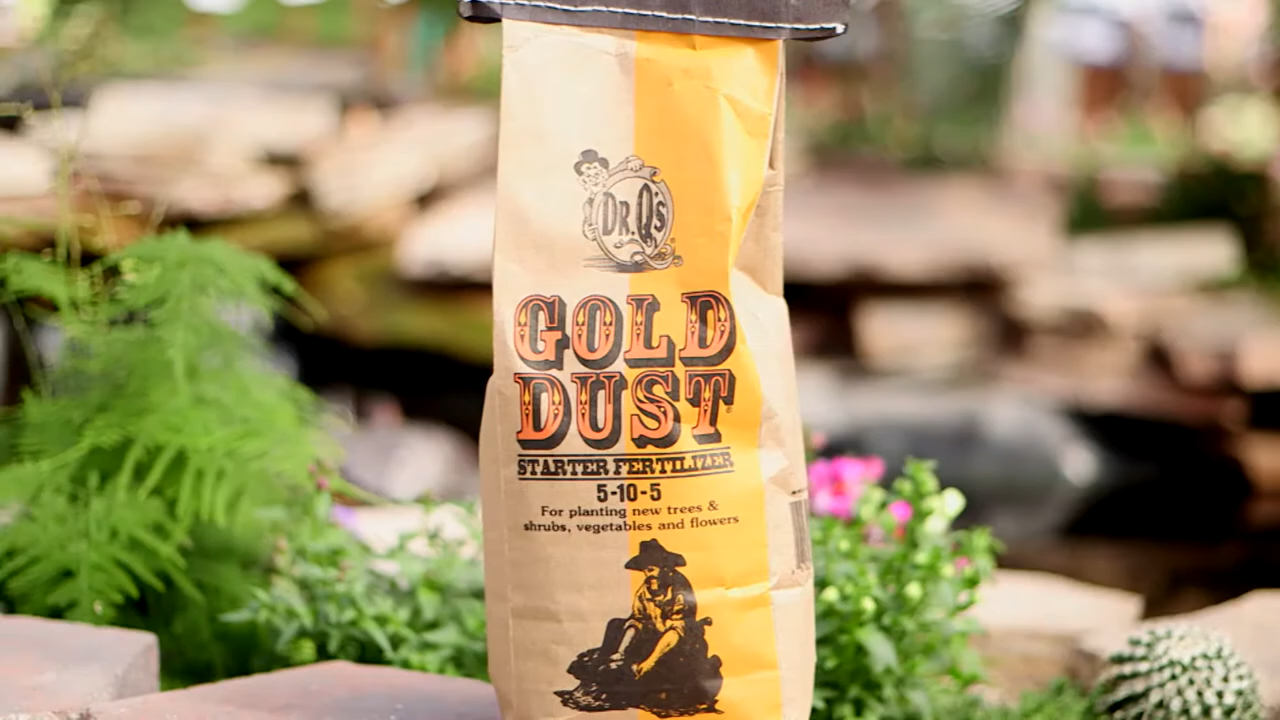 DR. Q's
GOLD
DUST
STARTER FERTILIZER
5-10-5
For planting new trees &
shrubs, vegetables and flowers